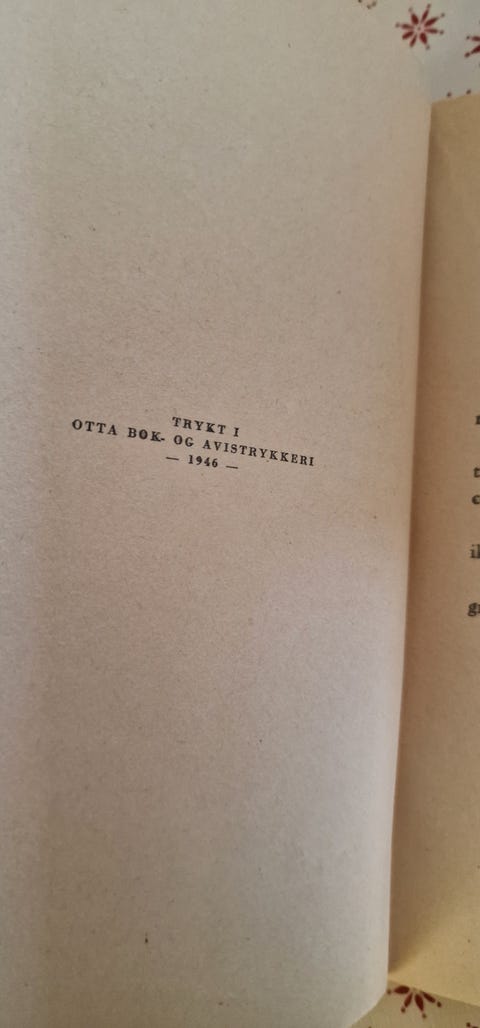 TRYKT I
OTTA BOK- OG AVISTRYKKERI
— 1946 —